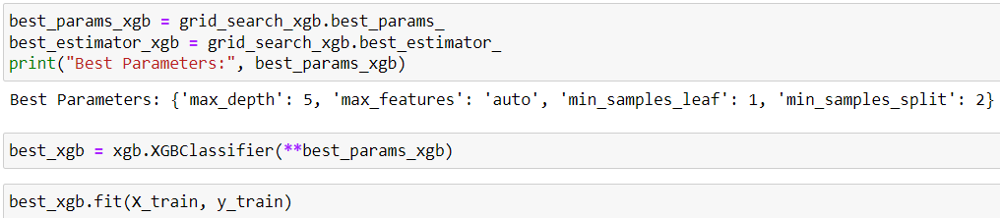 best_params_xgb = grid_search_xgb.best_params_
best_estimator_xgb = grid_search_xgb.best_estimator_
print("Best Parameters:", best_params_xgb)
Best Parameters: {'max_depth': 5, 'max_features': 'auto', 'min_samples_leaf': 1, 'min_samples_split': 2}
best_xgb = xgb.XGBClassifier(**best_params_xgb)
best_xgb.fit(X_train, y_train)